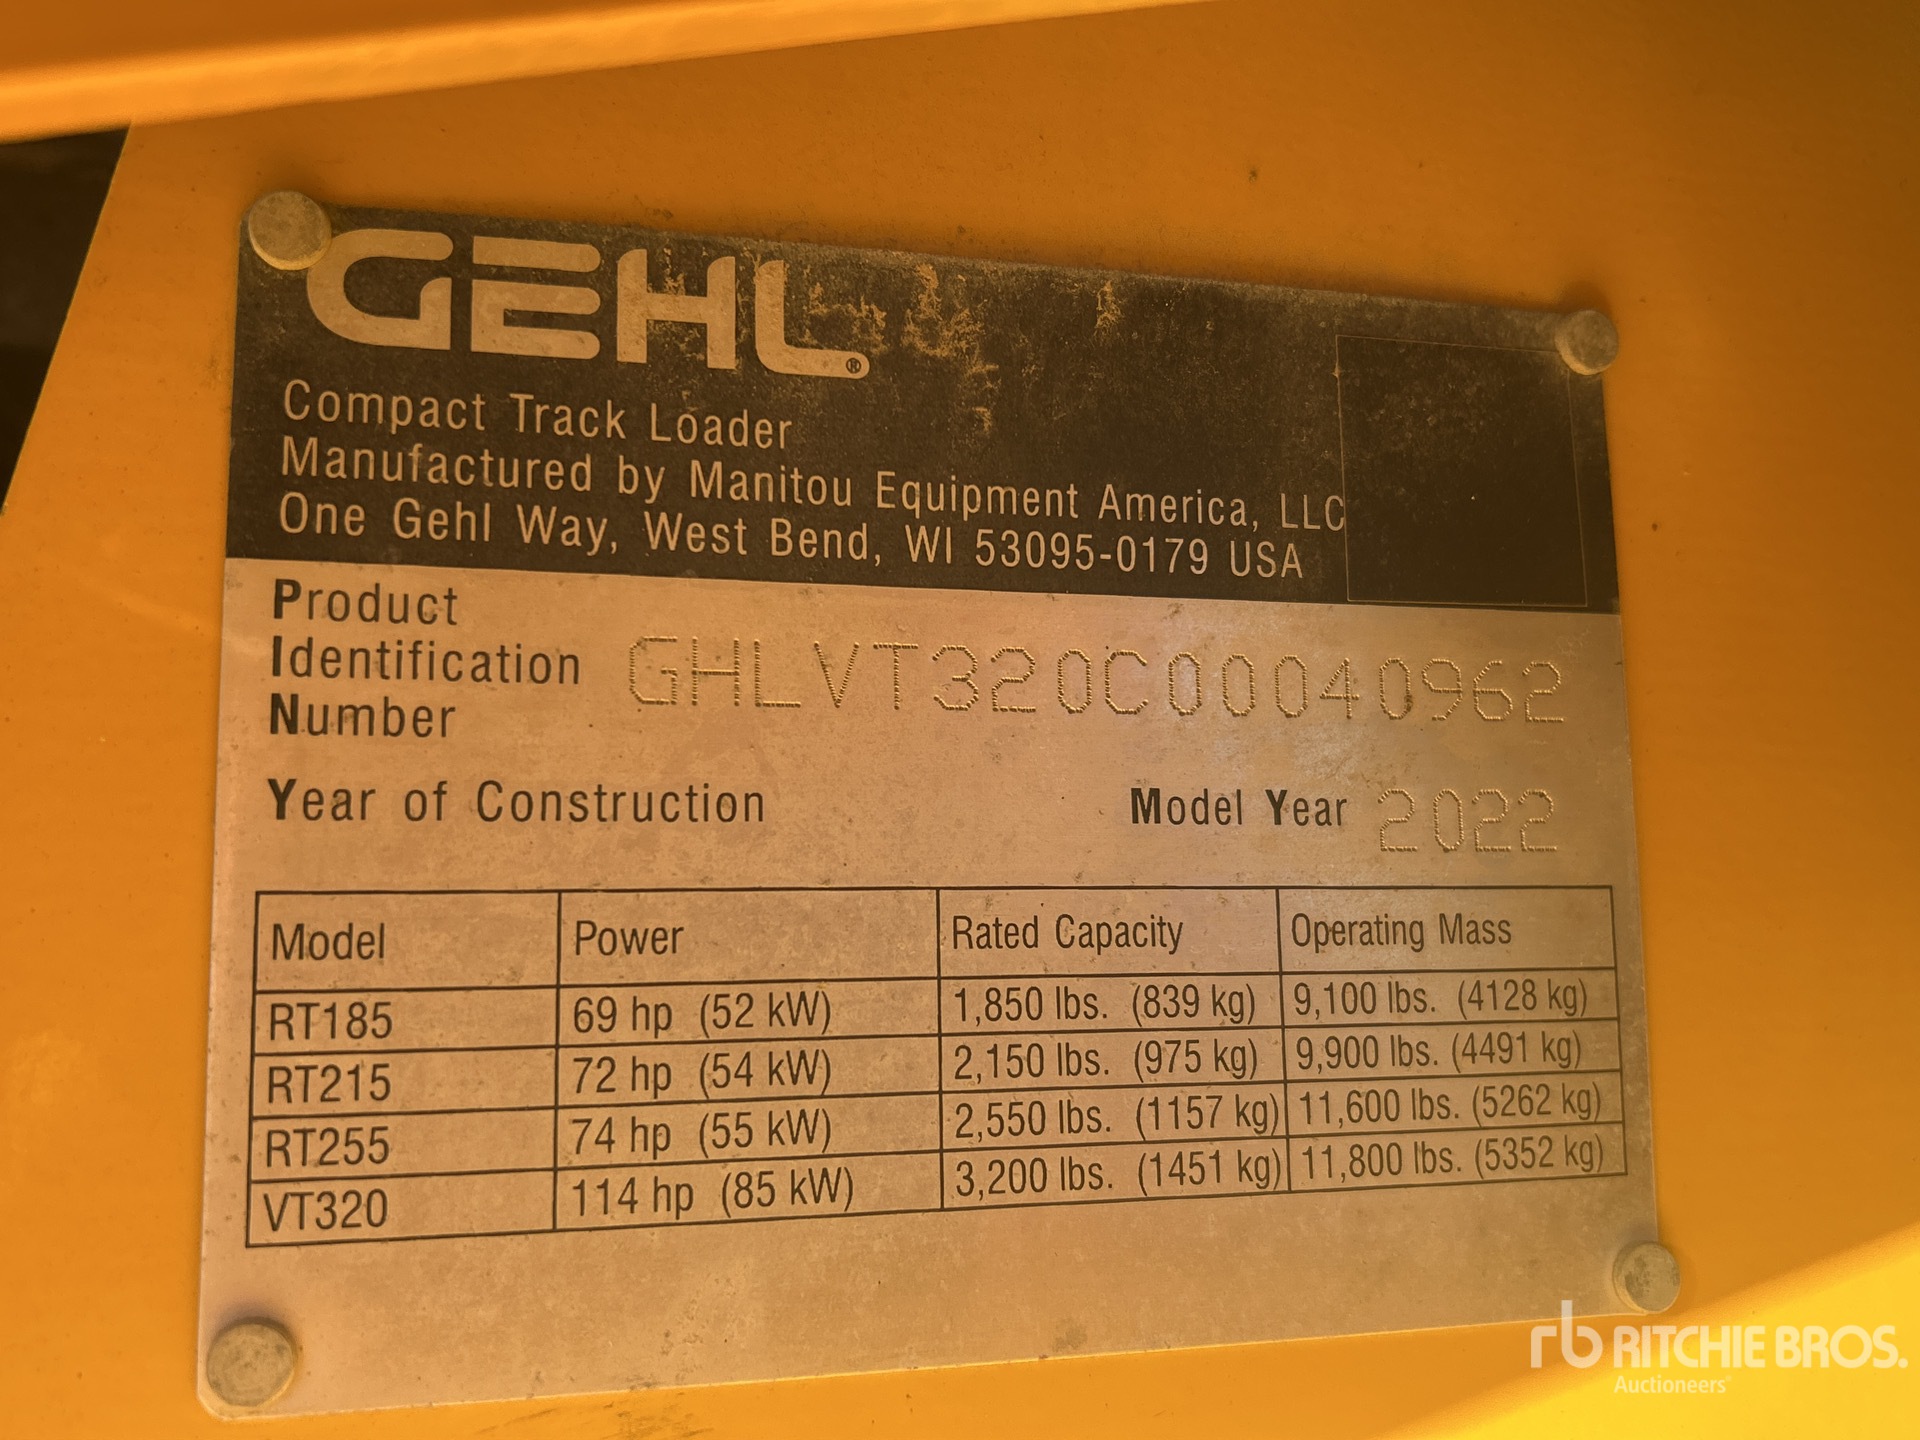 GEHL®
Compact Track Loader
Manufactured by Manitou Equipment America, LLC
One Gehl Way, West Bend, WI 53095-0179 USA
Product
Identification GHLVT320C00040962
Number
Year of Construction Model Year 2022
Model Power Rated Capacity Operating Mass
RT185 69 hp (52 kW) 1,850 lbs. (839 kg) 9,100 lbs. (4128 kg)
RT215 72 hp (54 kW) 2,150 lbs. (975 kg) 9,900 lbs. (4491 kg)
RT255 74 hp (55 kW) 2,550 lbs. (1157 kg) 11,600 lbs. (5262 kg)
VT320 114 hp (85 kW) 3,200 lbs. (1451 kg) 11,800 lbs. (5352 kg)
rb RITCHIE BROS.
Auctioneers